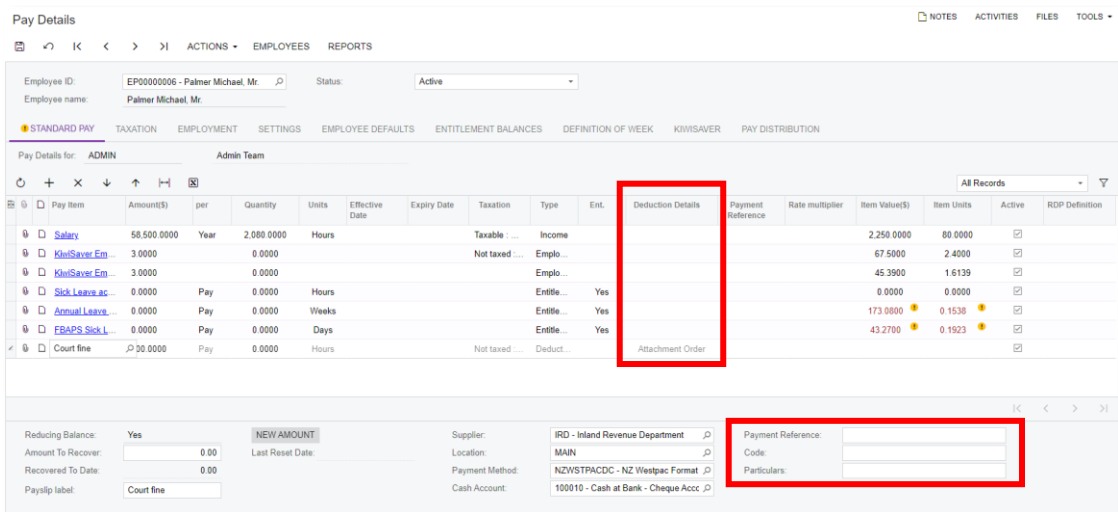 Pay Details
NOTES ACTIVITIES FILES TOOLS
ACTIONS EMPLOYEES REPORTS
Employee ID: EP00000006 - Palmer Michael, Mr. Status: Active
Employee name: Palmer Michael, Mr.
STANDARD PAY TAXATION EMPLOYMENT SETTINGS EMPLOYEE DEFAULTS ENTITLEMENT BALANCES DEFINITION OF WEEK KIWISAVER PAY DISTRIBUTION
Pay Details for: ADMIN Admin Team
All Records
Pay Item Amount($) per Quantity Units Effective Date Expiry Date Taxation Type Ent. Deduction Details Payment Reference Rate multiplier Item Value($) Item Units Active RDP Definition
Salary 58,500.0000 Year 2,080.0000 Hours Taxable : ... Income 2,250.0000 80.0000
KiwiSaver Em... 3.0000 0.0000 Not taxed :... Emplo... 67.5000 2.4000
KiwiSaver Em... 3.0000 0.0000 Emplo... 45.3900 1.6139
Sick Leave ac... 0.0000 Pay 0.0000 Hours Entitle... Yes 0.0000 0.0000
Annual Leave ... 0.0000 Pay 0.0000 Weeks Entitle... Yes 173.0800 0.1538
FBAPS Sick L... 0.0000 Pay 0.0000 Days Entitle... Yes 43.2700 0.1923
Court fine 00.0000 Pay 0.0000 Hours Not taxed :... Deduct... Attachment Order
Reducing Balance: Yes NEW AMOUNT Supplier: IRD - Inland Revenue Department Payment Reference:
Amount To Recover: 0.00 Last Reset Date: Location: MAIN Code:
Recovered To Date: 0.00 Payment Method: NZWSTPACDC - NZ Westpac Format Particulars:
Payslip label: Court fine Cash Account: 100010 - Cash at Bank - Cheque Accc